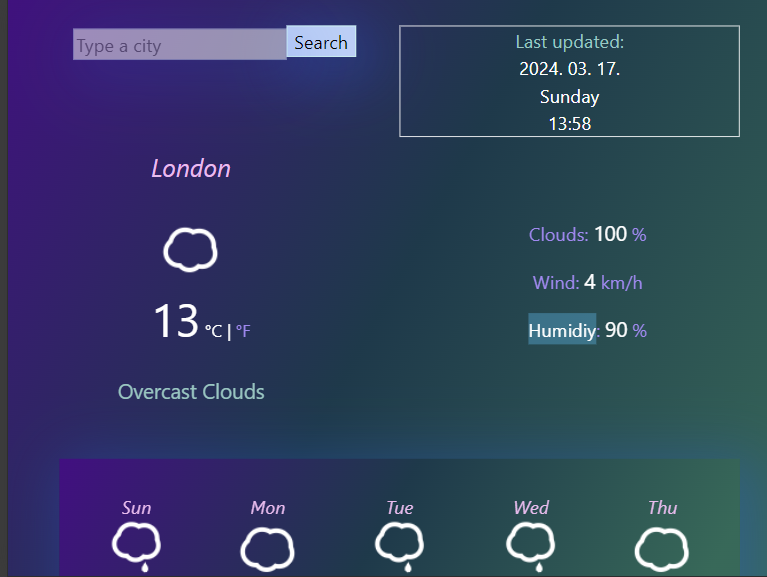 Type a city
Search
Last updated:
2024. 03. 17.
Sunday
13:58
London
Clouds: 100 %
Wind: 4 km/h
Humidiy: 90 %
13 °C | °F
Overcast Clouds
Sun Mon Tue Wed Thu